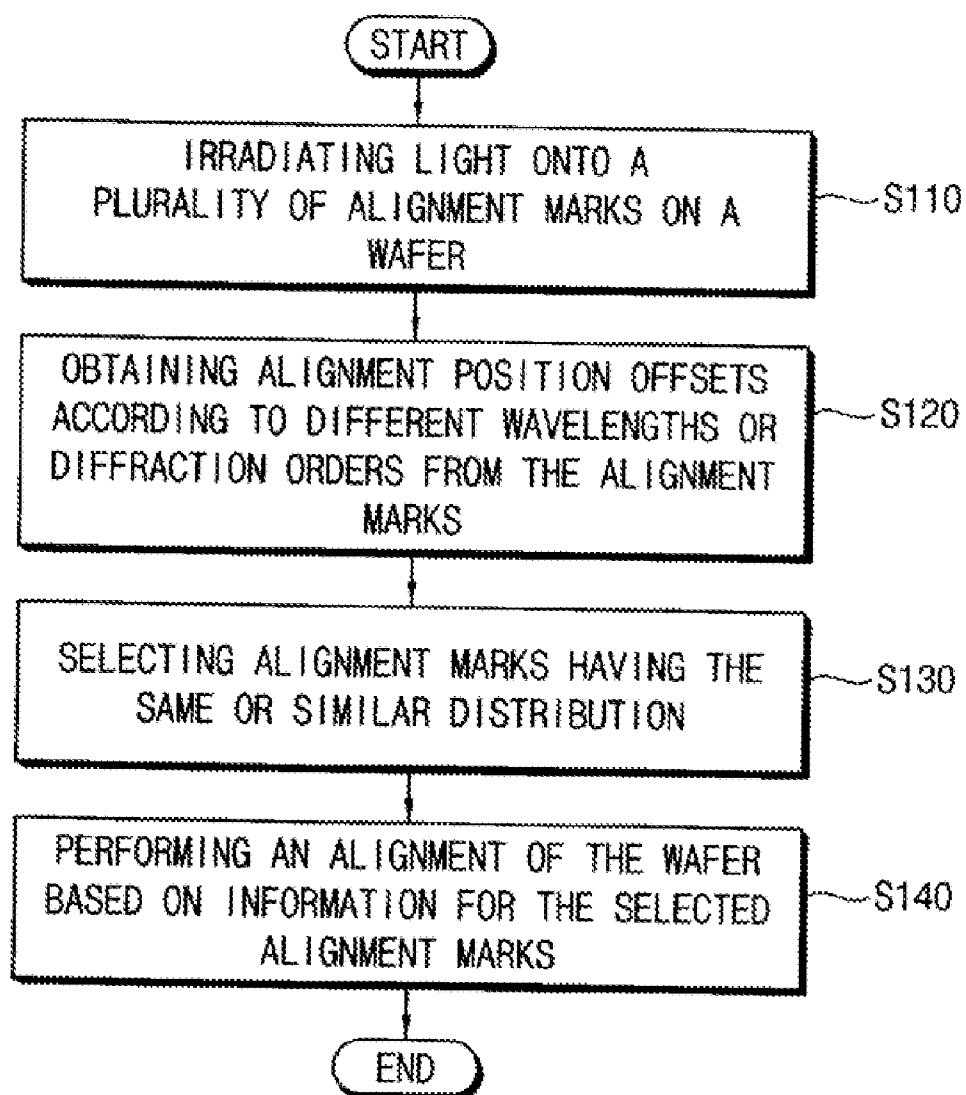 START
IRRADIATING LIGHT ONTO A
PLURALITY OF ALIGNMENT MARKS ON A
WAFER
S110
OBTAINING ALIGNMENT POSITION OFFSETS
ACCORDING TO DIFFERENT WAVELENGTHS OR
DIFFRACTION ORDERS FROM THE ALIGNMENT
MARKS
S120
SELECTING ALIGNMENT MARKS HAVING THE
SAME OR SIMILAR DISTRIBUTION
S130
PERFORMING AN ALIGNMENT OF THE WAFER
BASED ON INFORMATION FOR THE SELECTED
ALIGNMENT MARKS
S140
END